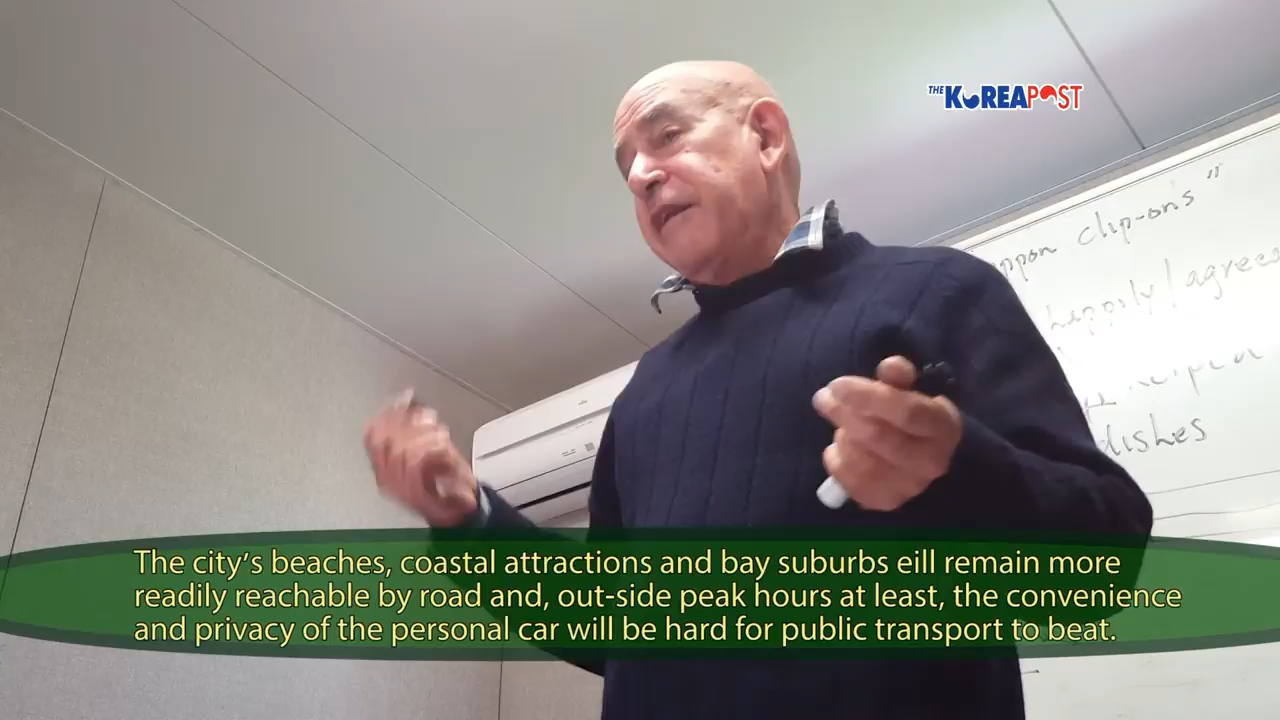 THE KOREA POST
clip-ons"
happily/agrees
helped
dishes
The city's beaches, coastal attractions and bay suburbs eill remain more
readily reachable by road and, out-side peak hours at least, the convenience
and privacy of the personal car will be hard for public transport to beat.